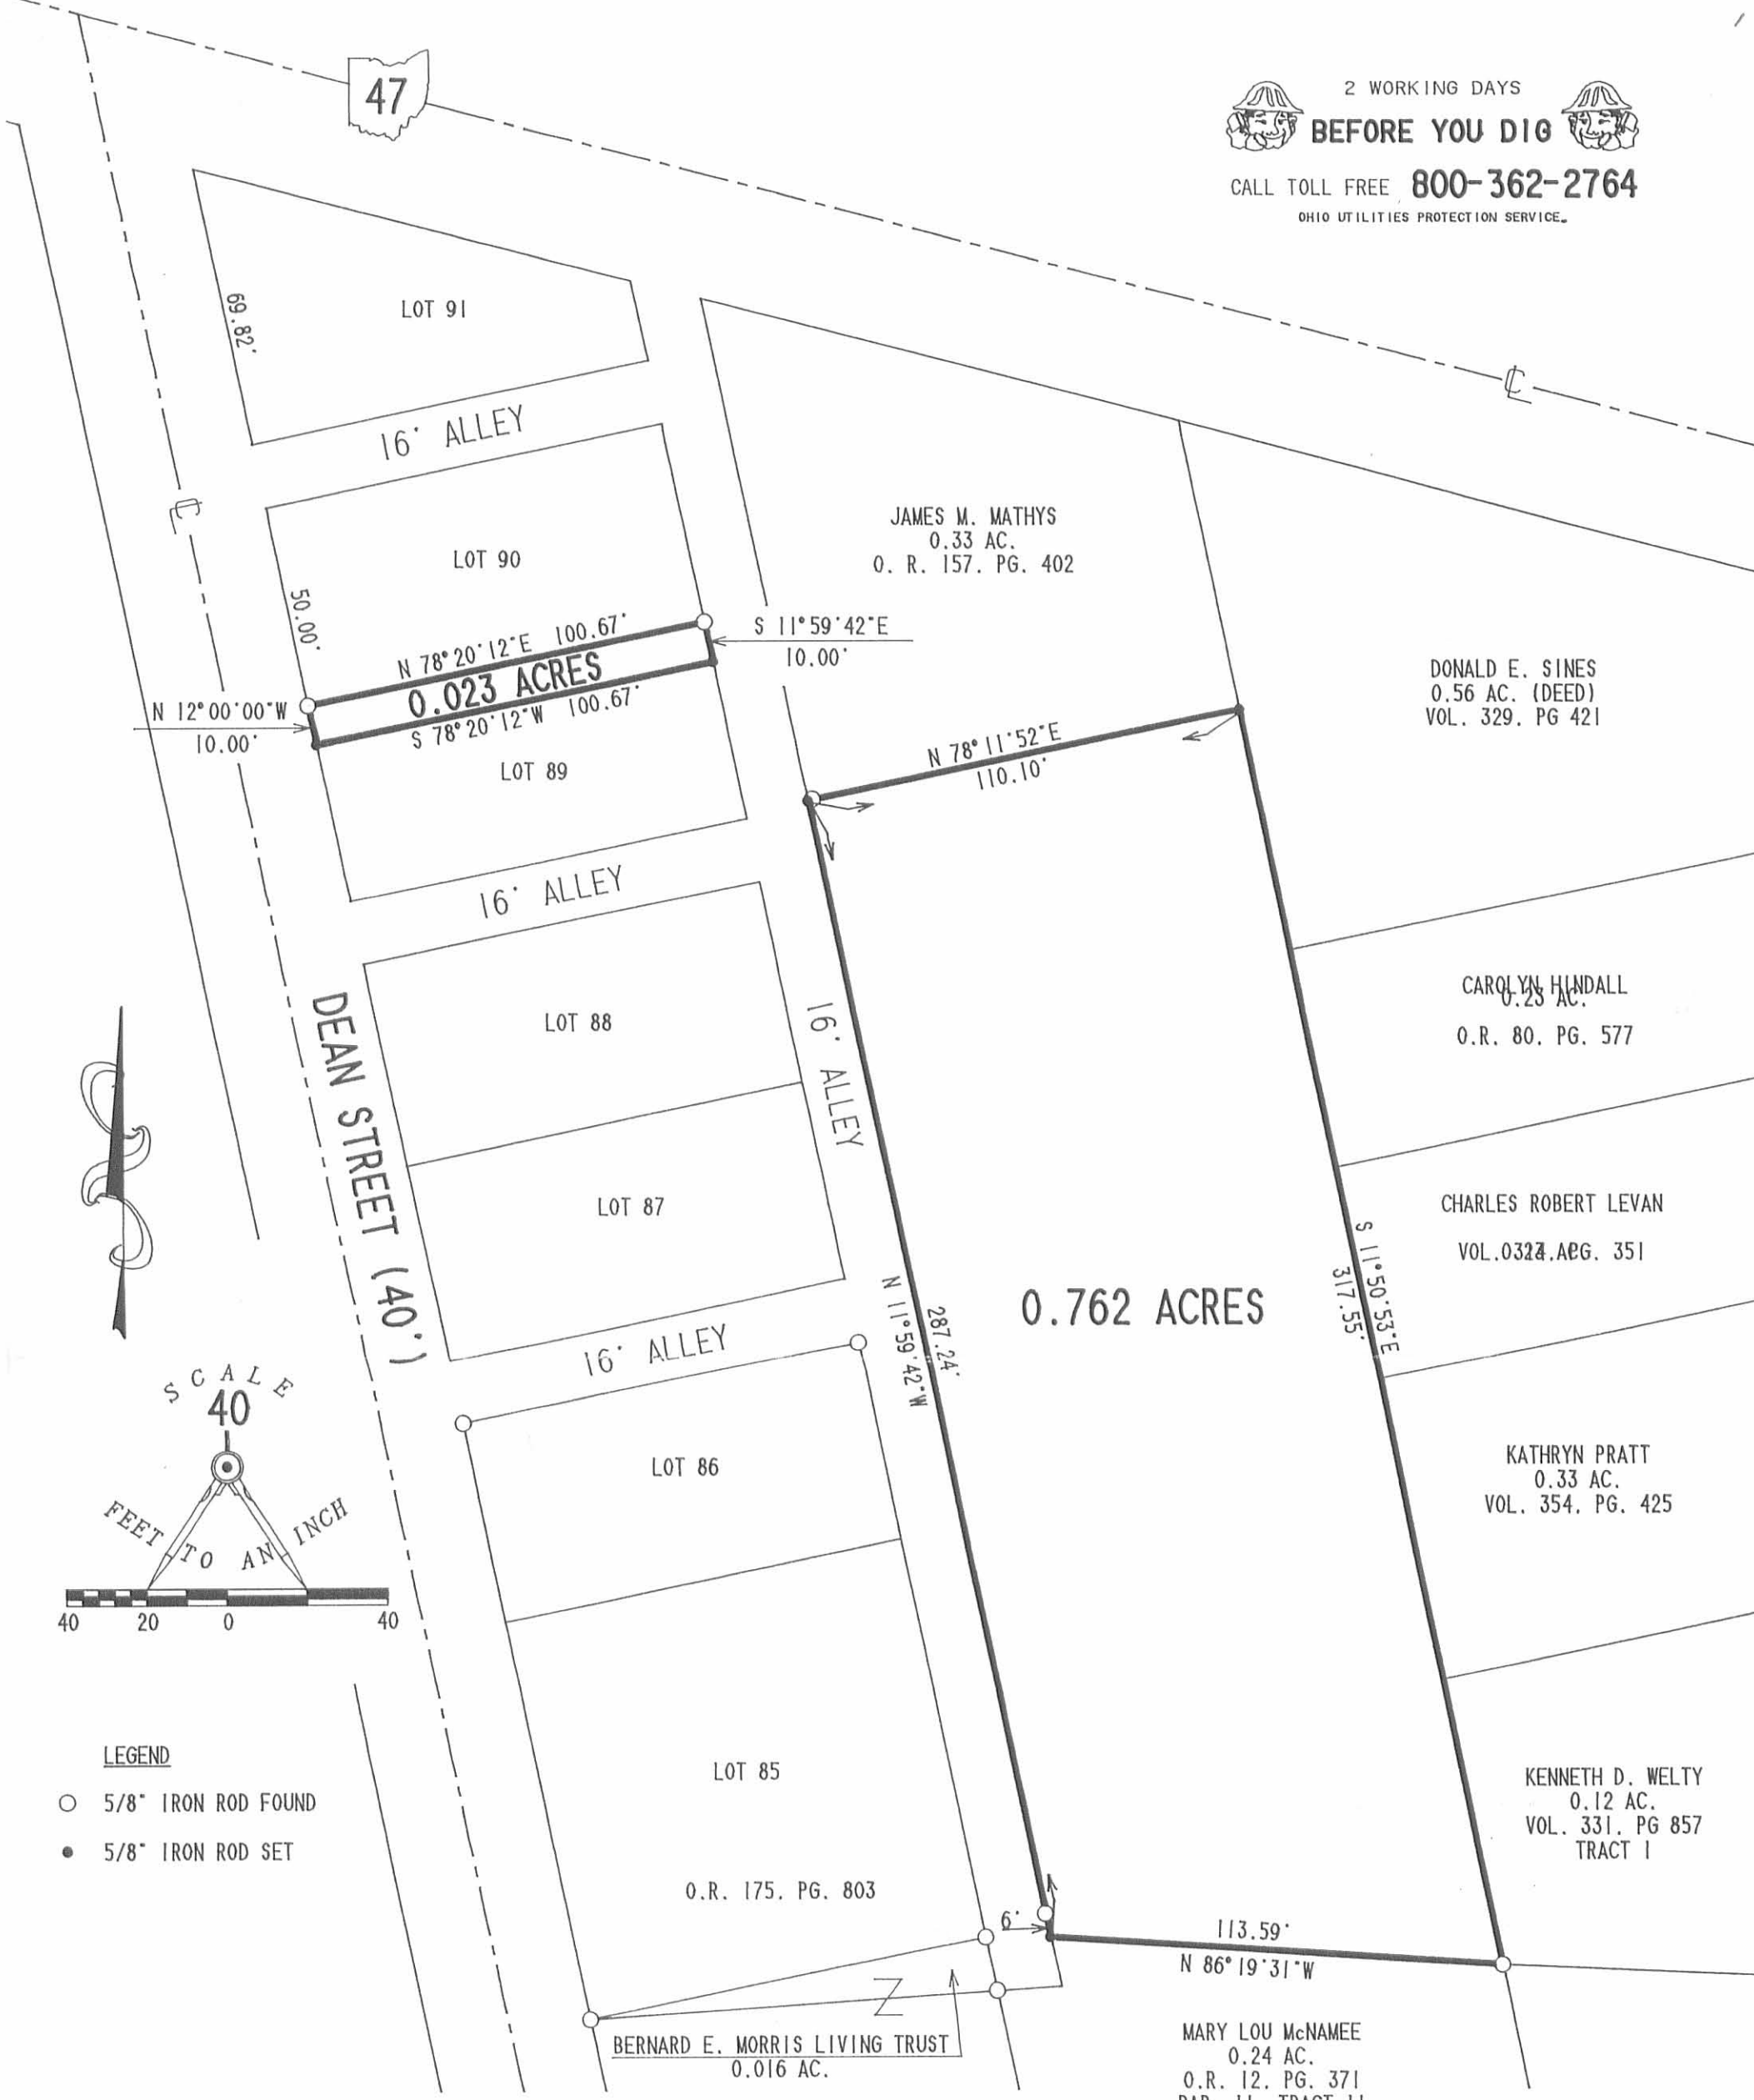 47
2 WORKING DAYS
BEFORE YOU DIG
CALL TOLL FREE 800-362-2764
OHIO UTILITIES PROTECTION SERVICE.
69.82'
LOT 91
16' ALLEY
LOT 90
50.00'
JAMES M. MATHYS
0.33 AC.
O. R. 157, PG. 402
N 78°20'12"E 100.67'
0.023 ACRES
S 78°20'12"W 100.67'
S 11°59'42"E
10.00'
N 12°00'00"W
10.00'
LOT 89
DONALD E. SINES
0.56 AC. (DEED)
VOL. 329, PG 421
N 78°11'52"E
110.10'
16' ALLEY
CAROLYN HINDALL
0.23 AC.
O.R. 80, PG. 577
LOT 88
16' ALLEY
DEAN STREET (40')
LOT 87
CHARLES ROBERT LEVAN
VOL. PG. 351
S 11°50'53"E
317.55'
0.762 ACRES
N 11°59'42"W
287.24'
16' ALLEY
SCALE
40
FEET TO AN INCH
40 20 0 40
LOT 86
KATHRYN PRATT
0.33 AC.
VOL. 354, PG. 425
LEGEND
5/8" IRON ROD FOUND
5/8" IRON ROD SET
LOT 85
O.R. 175, PG. 803
KENNETH D. WELTY
0.12 AC.
VOL. 331, PG 857
TRACT 1
6'
113.59'
N 86°19'31"W
BERNARD E. MORRIS LIVING TRUST
0.016 AC.
MARY LOU McNAMEE
0.24 AC.
O.R. 12, PG. 371